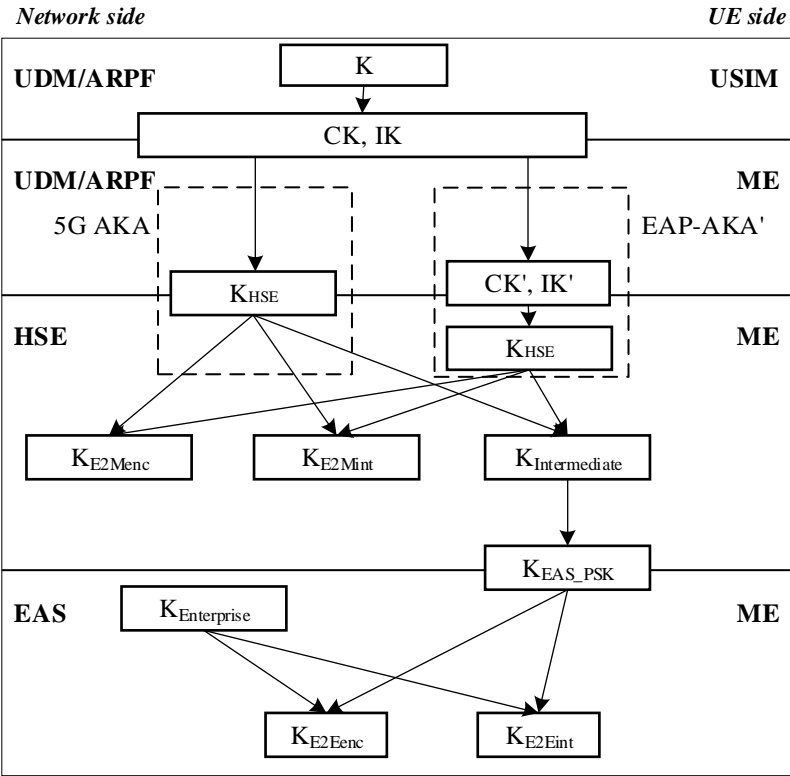 Network side
UE side
K
UDM/ARPF
USIM
CK, IK
UDM/ARPF
ME
5G AKA
EAP-AKA'
CK', IK'
KHSE
HSE
ME
KHSE
KE2Menc
KE2Mint
KIntermediate
KEAS_PSK
EAS
KEnterprise
ME
KE2Eenc
KE2Eint